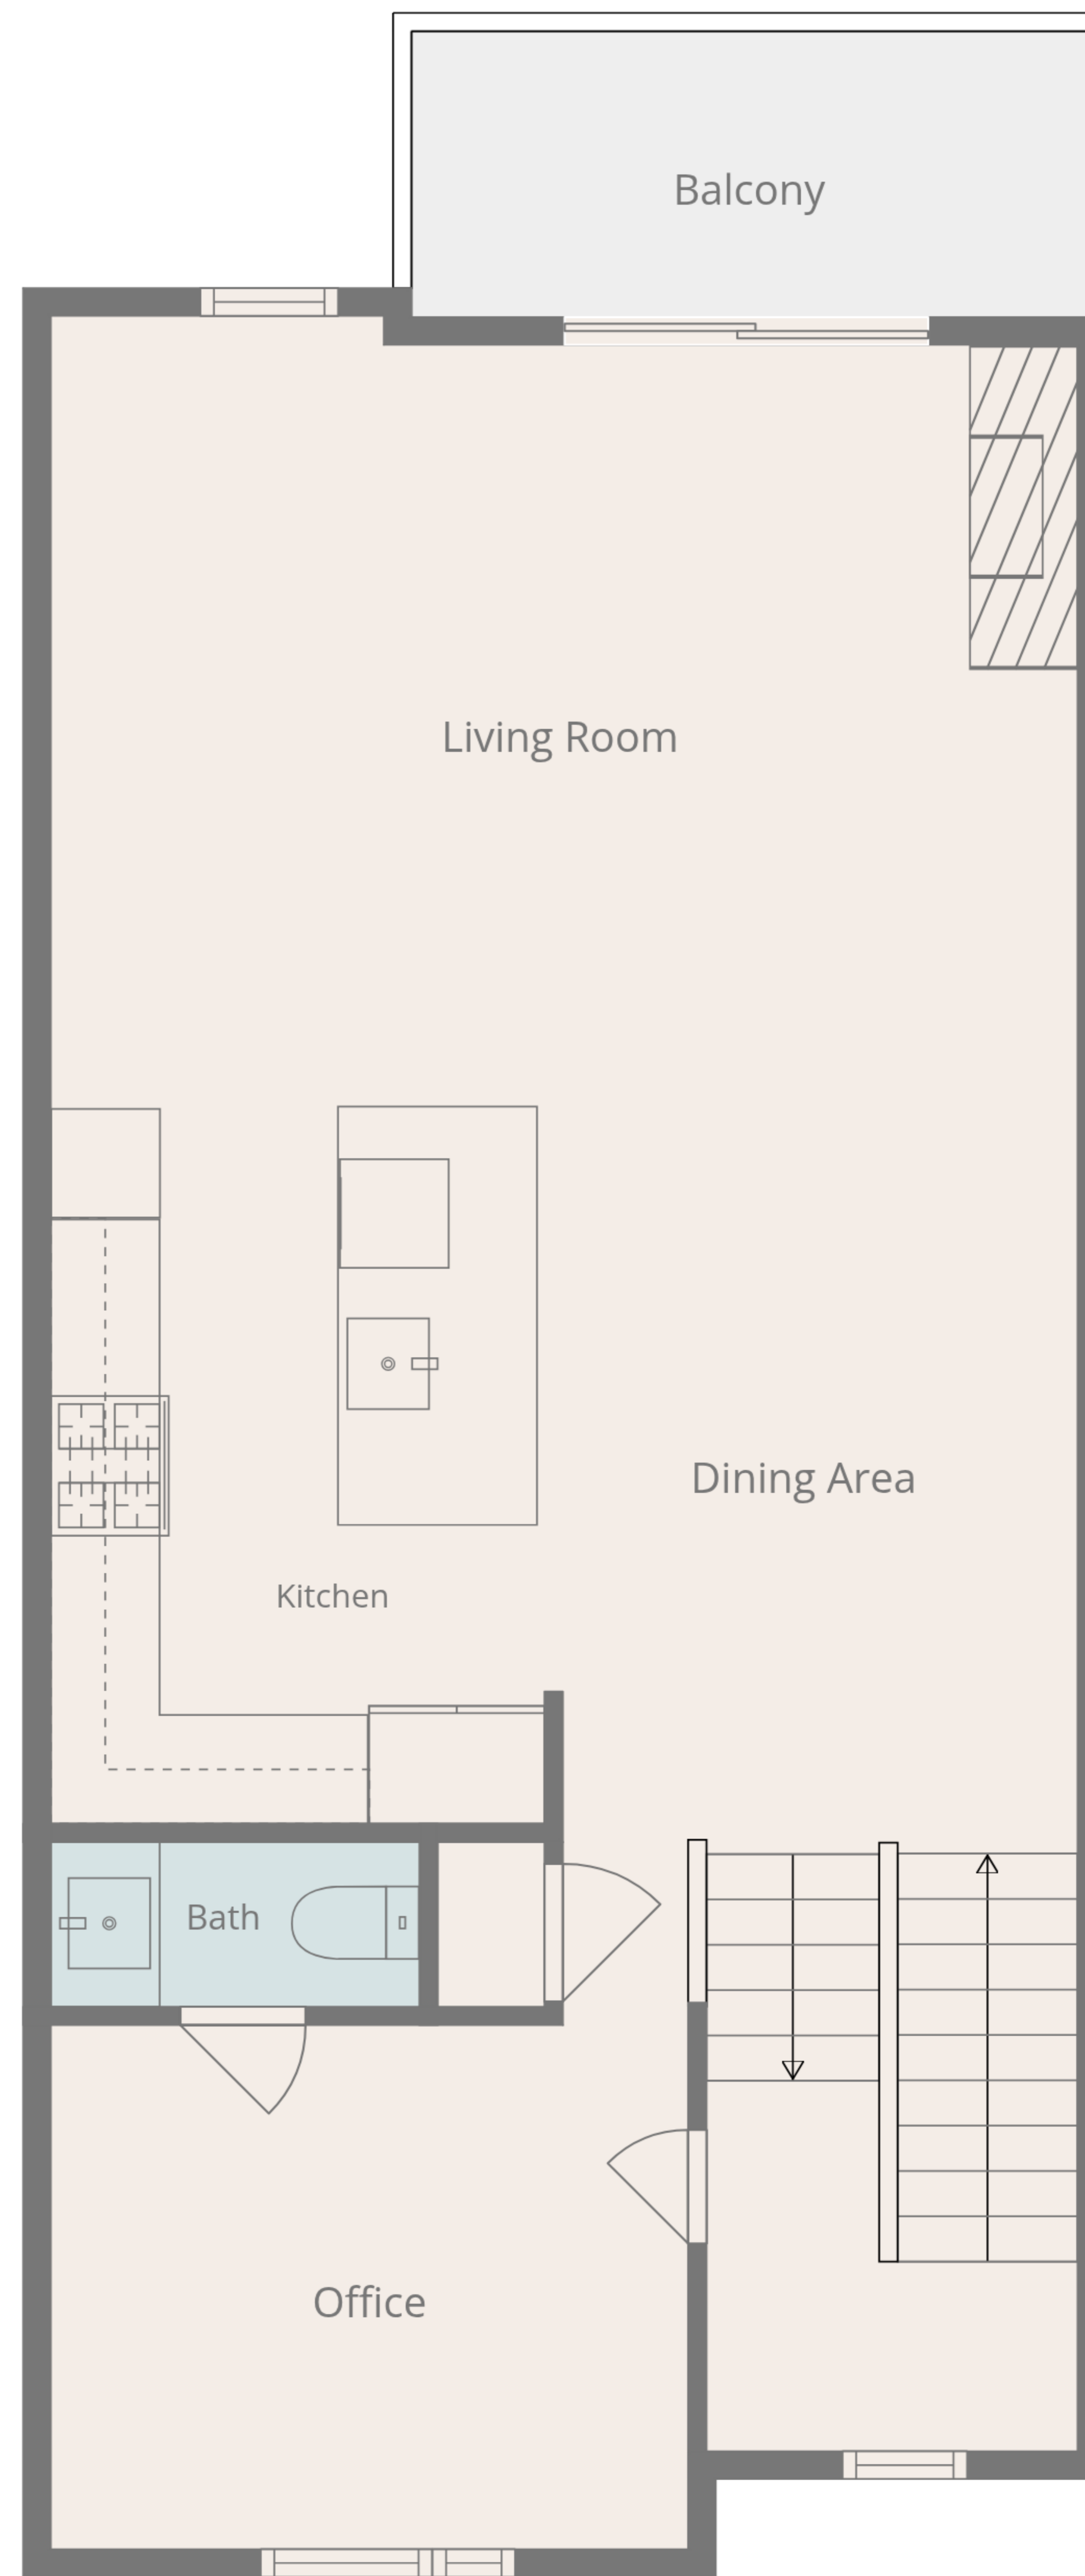 Balcony
Living Room
Dining Area
Kitchen
Bath
Office